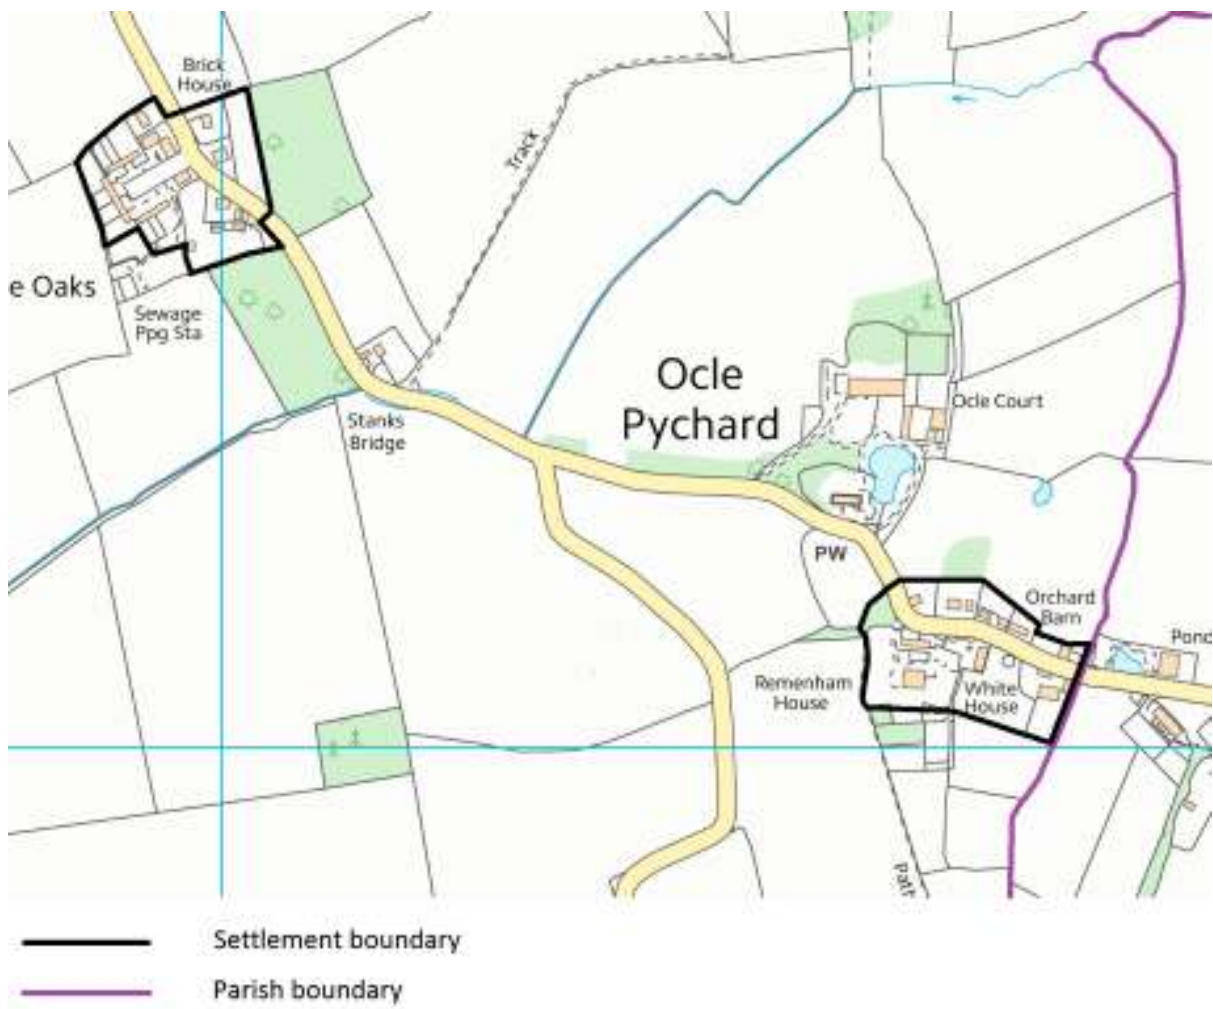 Brick
House
Track
e Oaks
Sewage
Ppg Sta
Stanks
Bridge
Ocle
Pychard
Ocle Court
PW
Orchard
Barn
Pond
Remenham
House
White
House
Path
Settlement boundary
Parish boundary